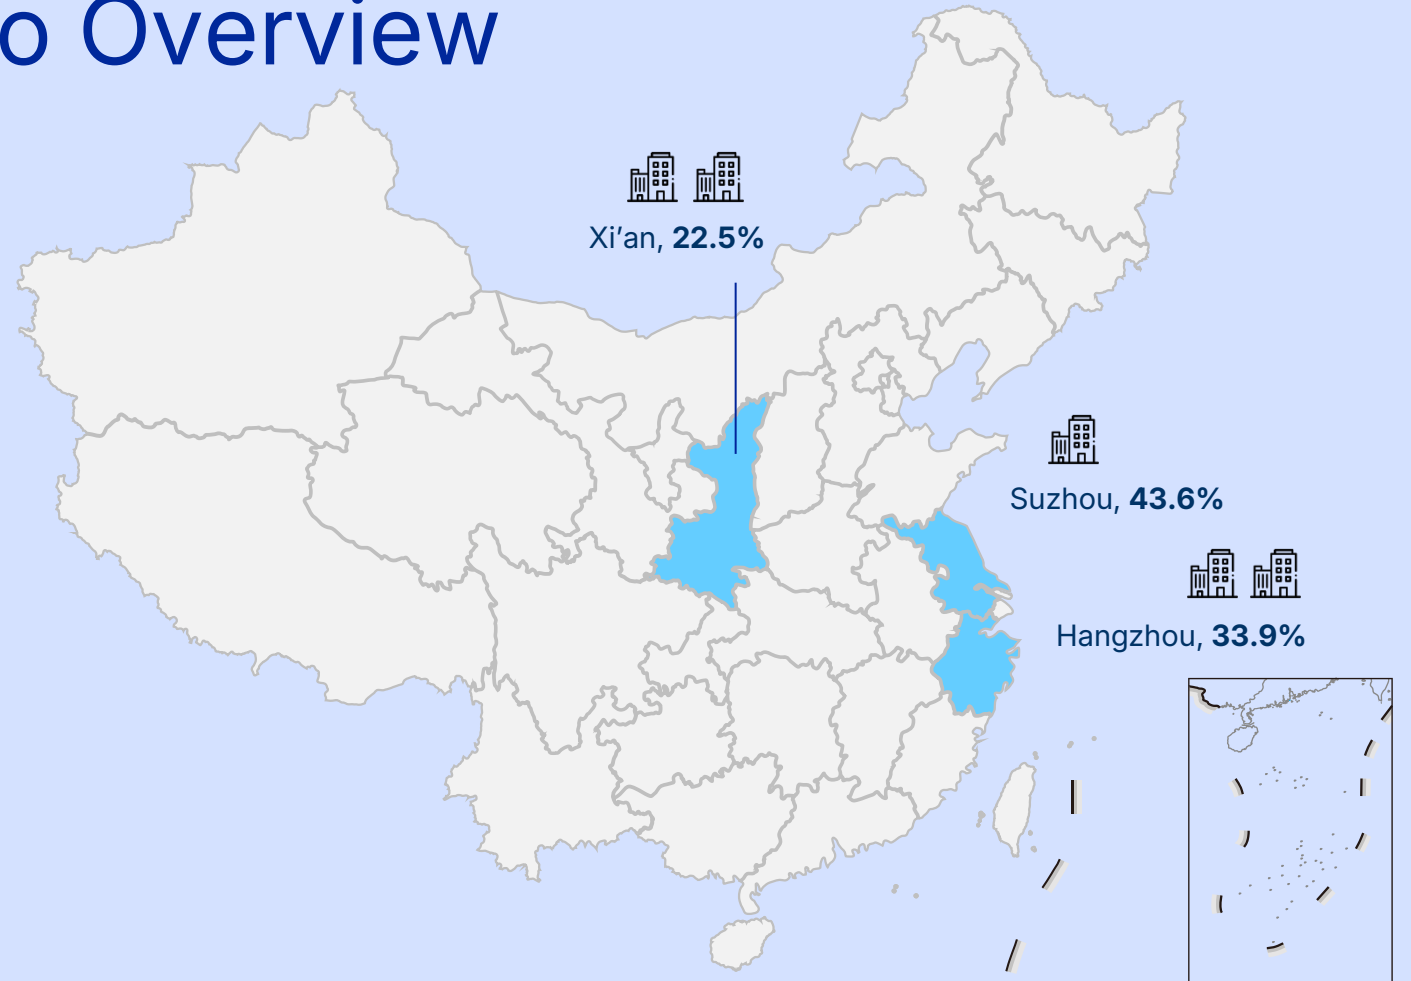 o Overview
Xi’an, 22.5%
Suzhou, 43.6%
Hangzhou, 33.9%